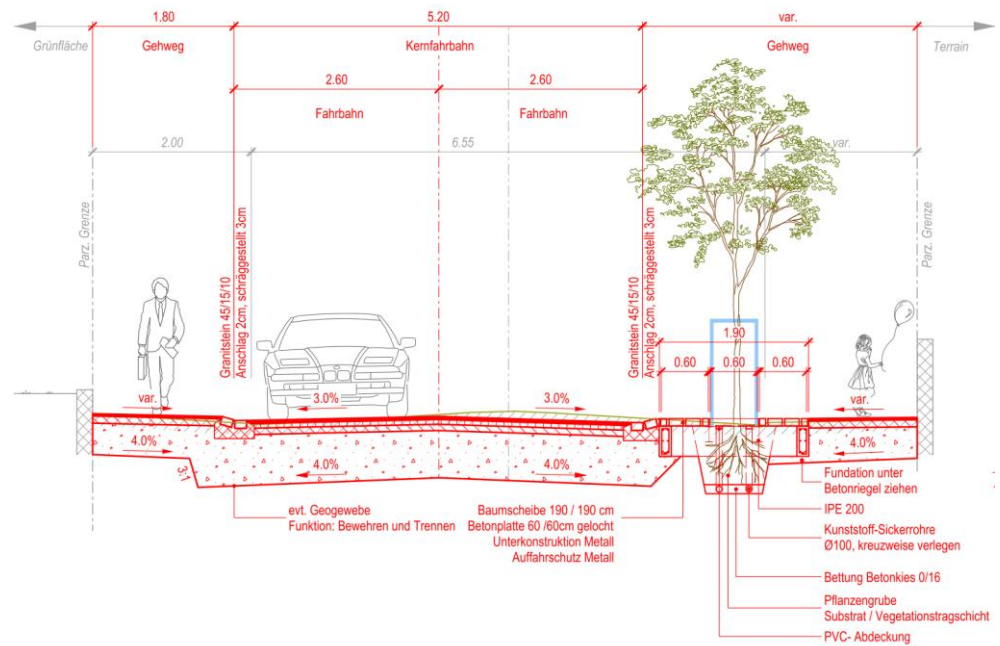 1.80
5.20
var.
Grünfläche
Gehweg
Kernfahrbahn
Gehweg
Terrain
2.60
2.60
Fahrbahn
Fahrbahn
2.00
6.55
var.
Parz. Grenze
Granitstein 45/15/10
Anschlag 2cm, schräggestellt 3cm
Granitstein 45/15/10
Anschlag 2cm, schräggestellt 3cm
Parz. Grenze
1.90
0.60
0.60
0.60
var.
3.0%
3.0%
var.
4.0%
4.0%
4.0%
4.0%
3:1
evt. Geogewebe
Funktion: Bewehren und Trennen
Baumscheibe 190 / 190 cm
Betonplatte 60 /60cm gelocht
Unterkonstruktion Metall
Auffahrschutz Metall
Fundation unter
Betonriegel ziehen
IPE 200
Kunststoff-Sickerrohre
Ø100, kreuzweise verlegen
Bettung Betonkies 0/16
Pflanzengrube
Substrat / Vegetationstragschicht
PVC- Abdeckung